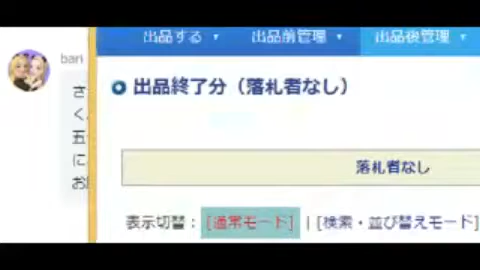 出品する ▼ 出品前管理 ▼ 出品後管理 ▼
bari
さ
く
五
に
お
出品終了分（落札者なし）
落札者なし
表示切替： [通常モード] | [検索・並び替えモード]